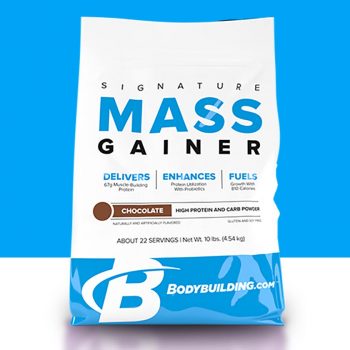 SIGNATURE
MASS
GAINER
DELIVERS
67g Muscle-Building
Protein
ENHANCES
Protein Utilization
With Probiotics
FUELS
Growth With
810 Calories
CHOCOLATE
HIGH PROTEIN AND CARB POWDER
NATURALLY AND ARTIFICIALLY FLAVORED
GLUTEN AND SOY FREE
ABOUT 22 SERVINGS | Net Wt. 10 lbs. (4.54 kg)
B
BODYBUILDING.COM™